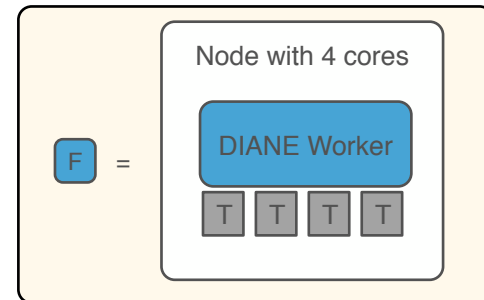 Node with 4 cores
DIANE Worker
F =
T T T T